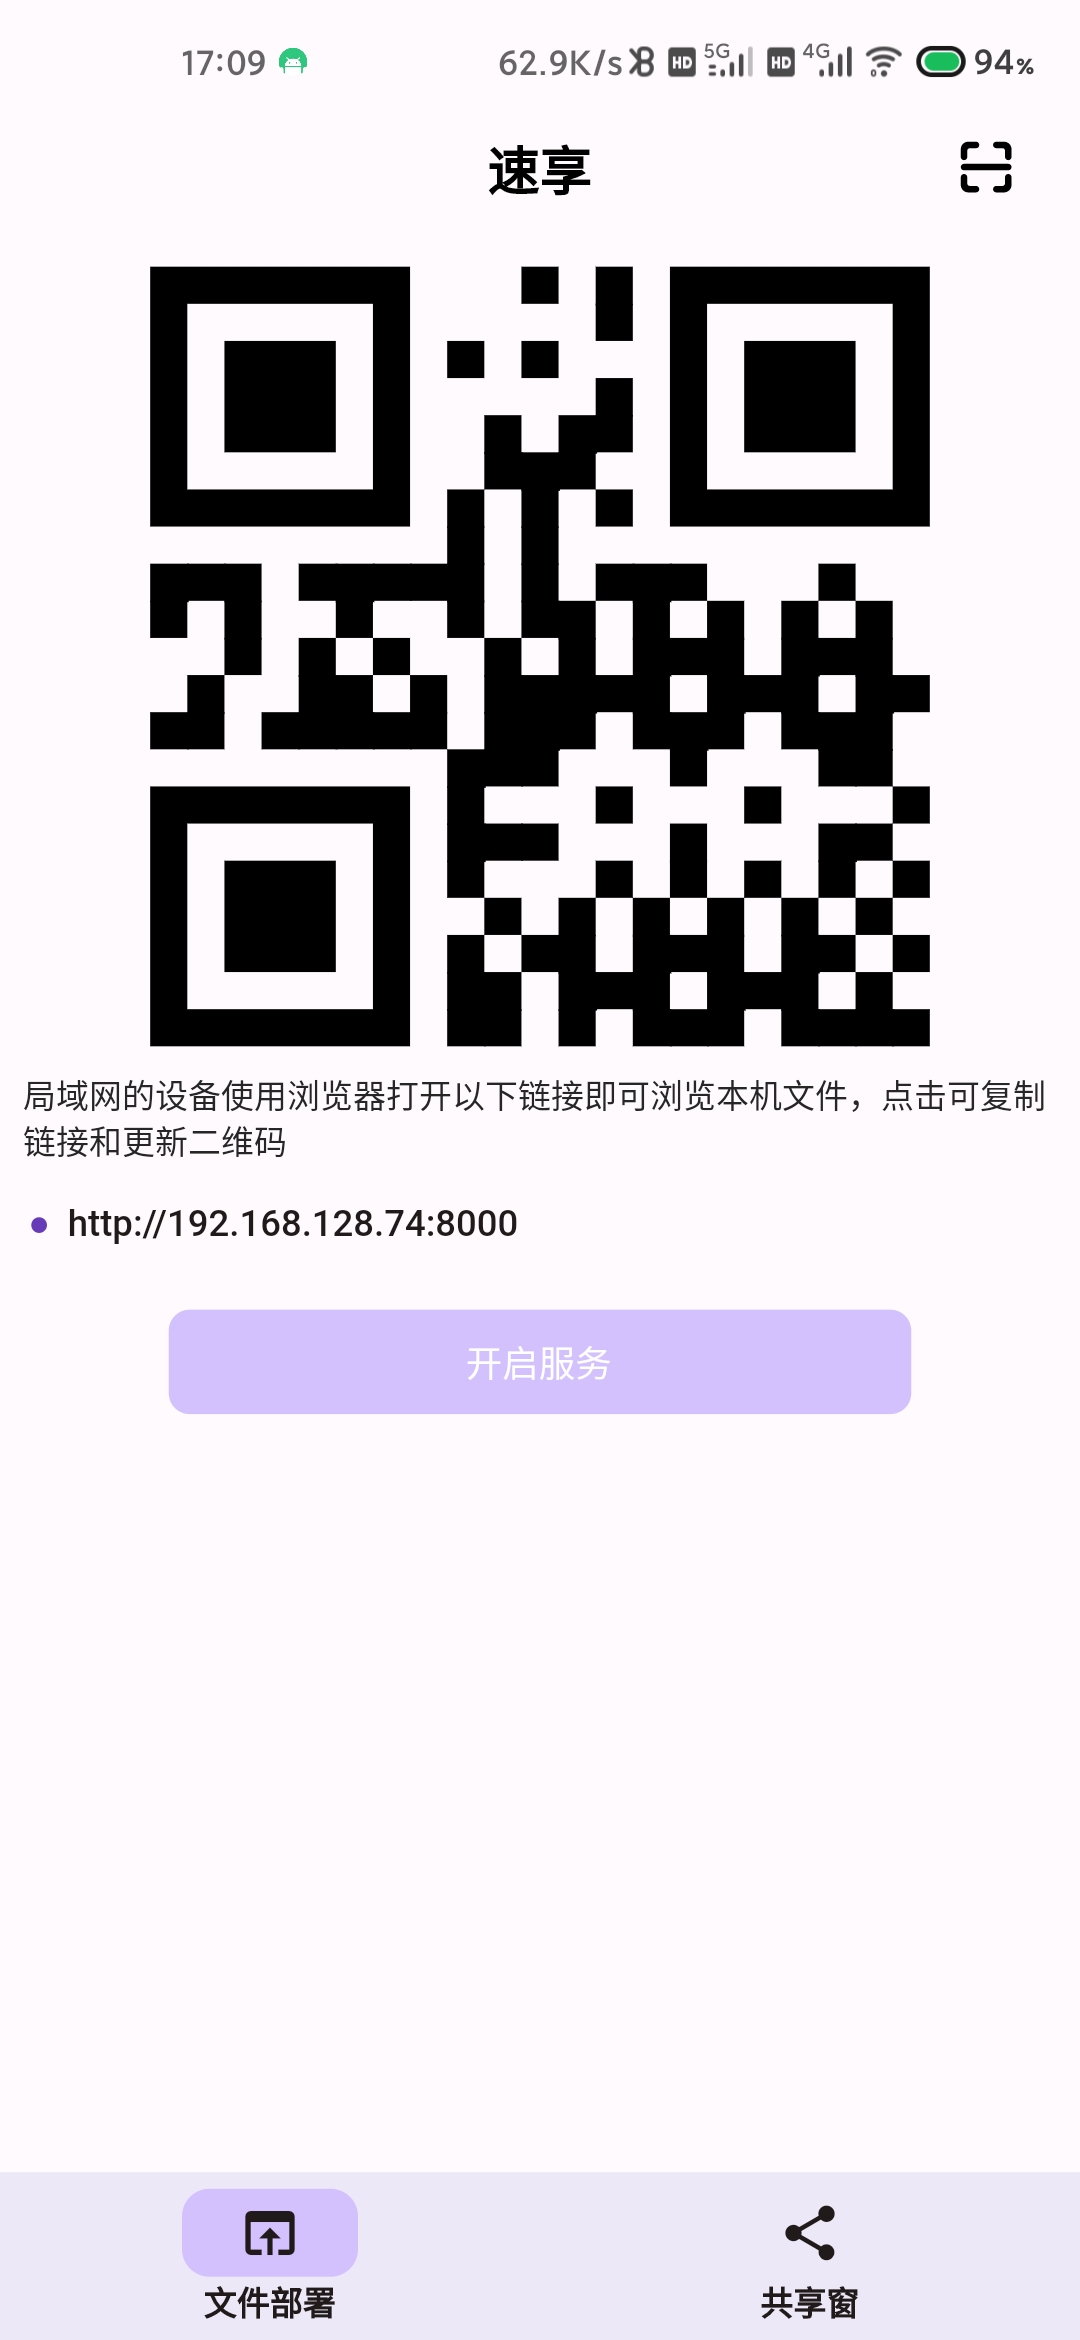 17:09 62.9K/s HD 5G HD 4G 94%
速享
局域网的设备使用浏览器打开以下链接即可浏览本机文件，点击可复制
链接和更新二维码
http://192.168.128.74:8000
开启服务
文件部署 共享窗